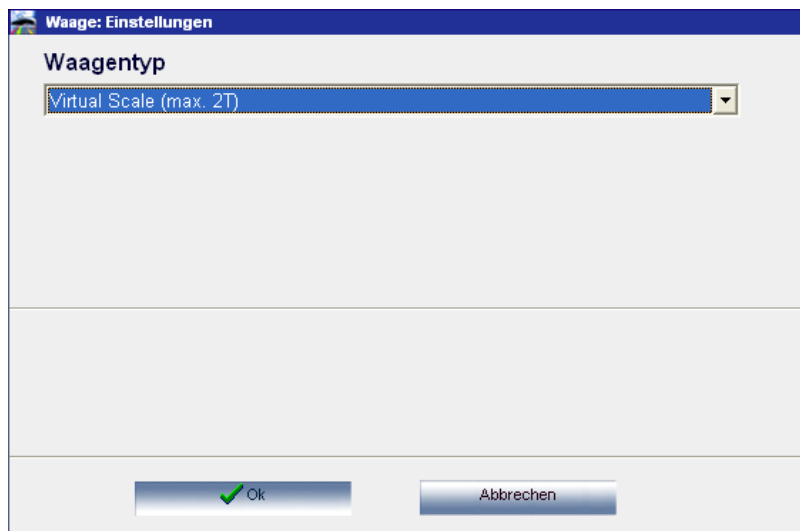 Waage: Einstellungen
Waagentyp
Virtual Scale (max. 2T)
Ok
Abbrechen